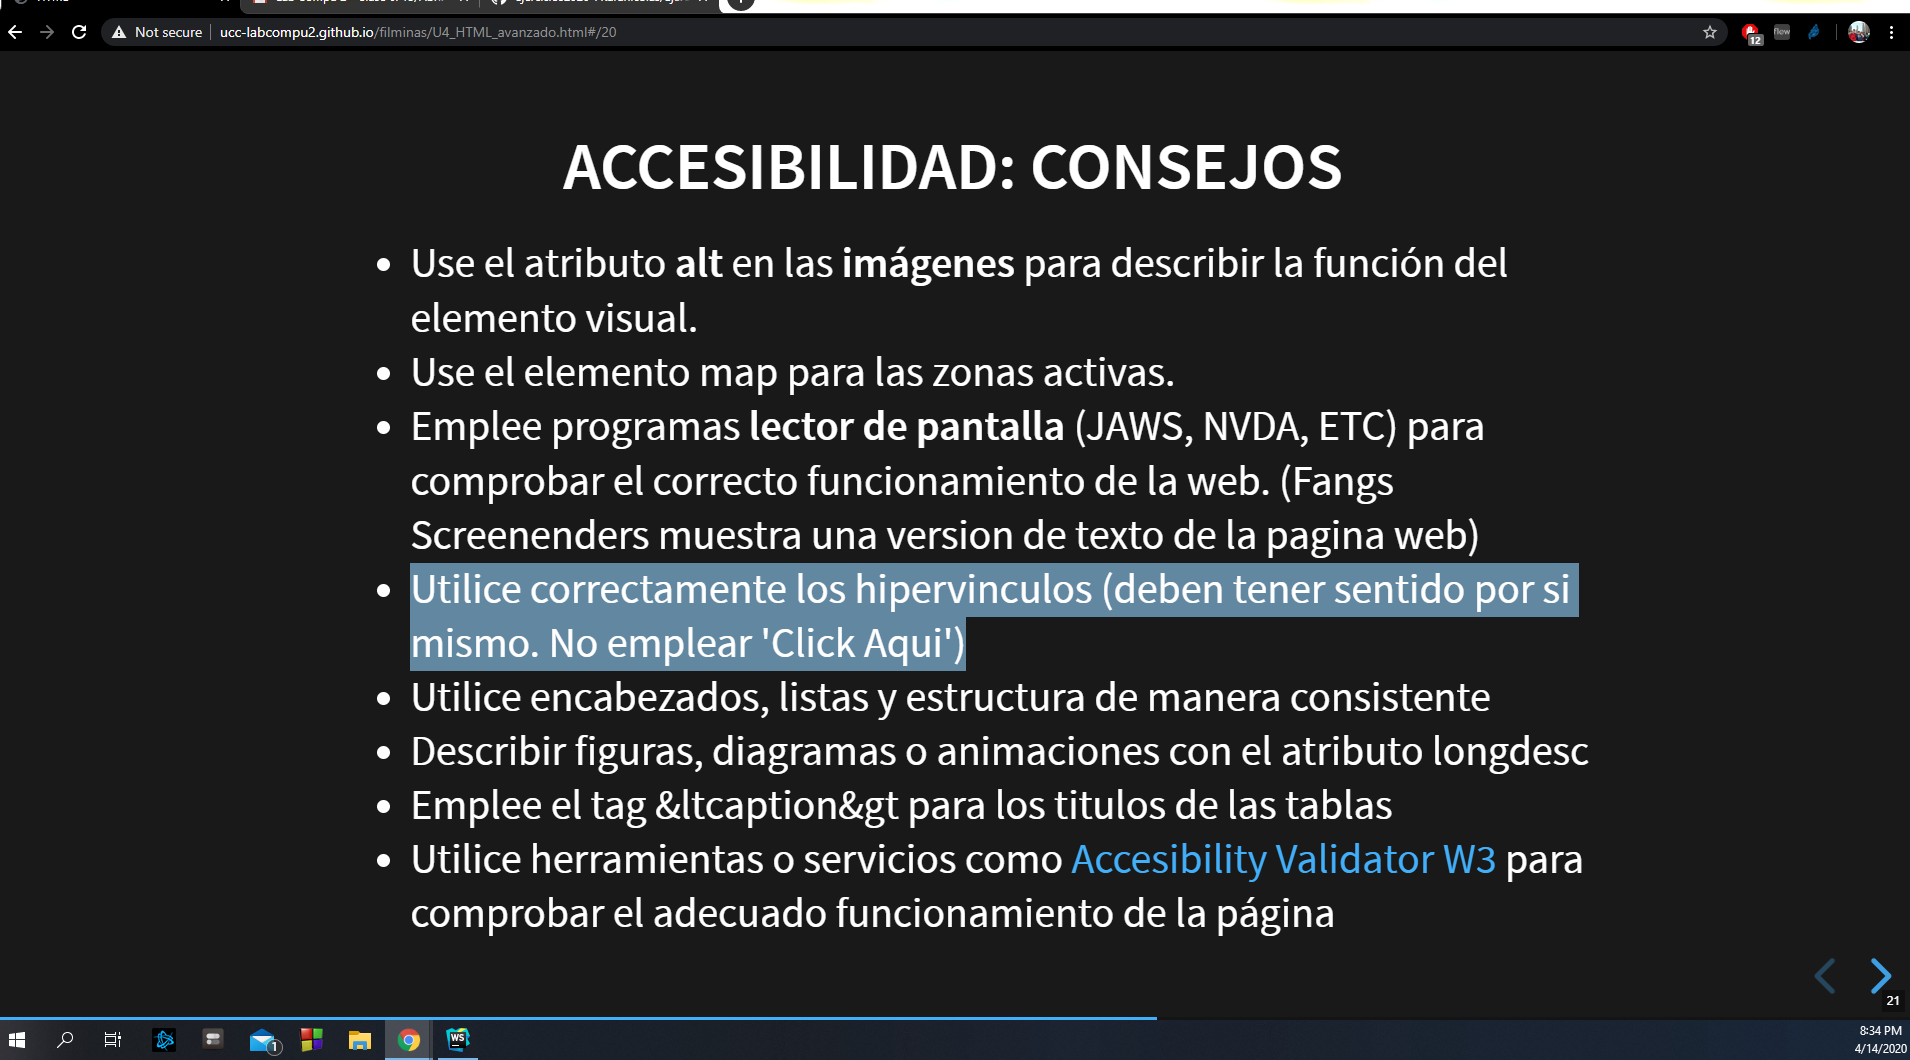 Not secure
ucc-labcompu2.github.io/filminas/U4_HTML_avanzado.html#/20
12
flow
ACCESIBILIDAD: CONSEJOS
Use el atributo alt en las imágenes para describir la función del
elemento visual.
Use el elemento map para las zonas activas.
Emplee programas lector de pantalla (JAWS, NVDA, ETC) para
comprobar el correcto funcionamiento de la web. (Fangs
Screenenders muestra una version de texto de la pagina web)
Utilice correctamente los hipervinculos (deben tener sentido por si
mismo. No emplear 'Click Aqui')
Utilice encabezados, listas y estructura de manera consistente
Describir figuras, diagramas o animaciones con el atributo longdesc
Emplee el tag &ltcaption&gt para los titulos de las tablas
Utilice herramientas o servicios como Accesibility Validator W3 para
comprobar el adecuado funcionamiento de la página
21
1
WS
8:34 PM
4/14/2020